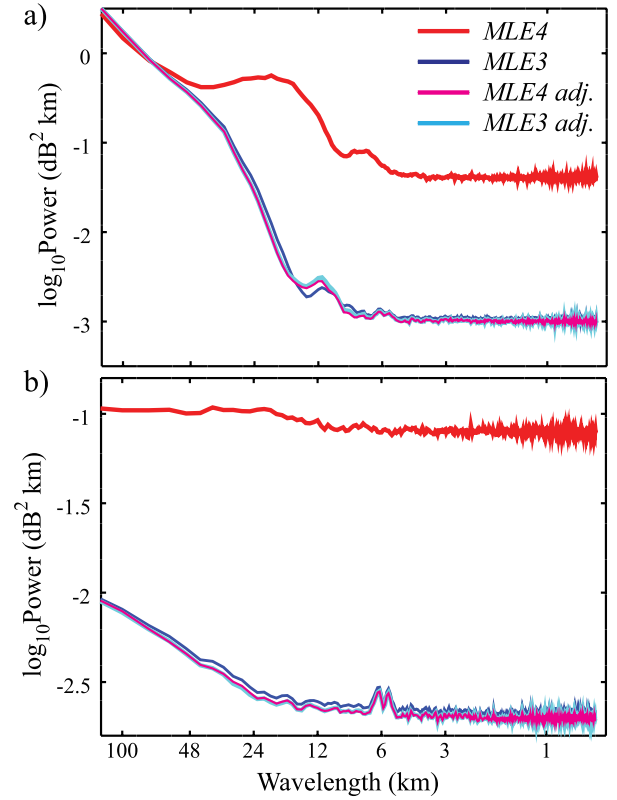 a)
MLE4
MLE3
MLE4 adj.
MLE3 adj.
0
-1
-2
-3
log10Power (dB2 km)
b)
-1
-1.5
-2
-2.5
log10Power (dB2 km)
100 48 24 12 6 3 1
Wavelength (km)